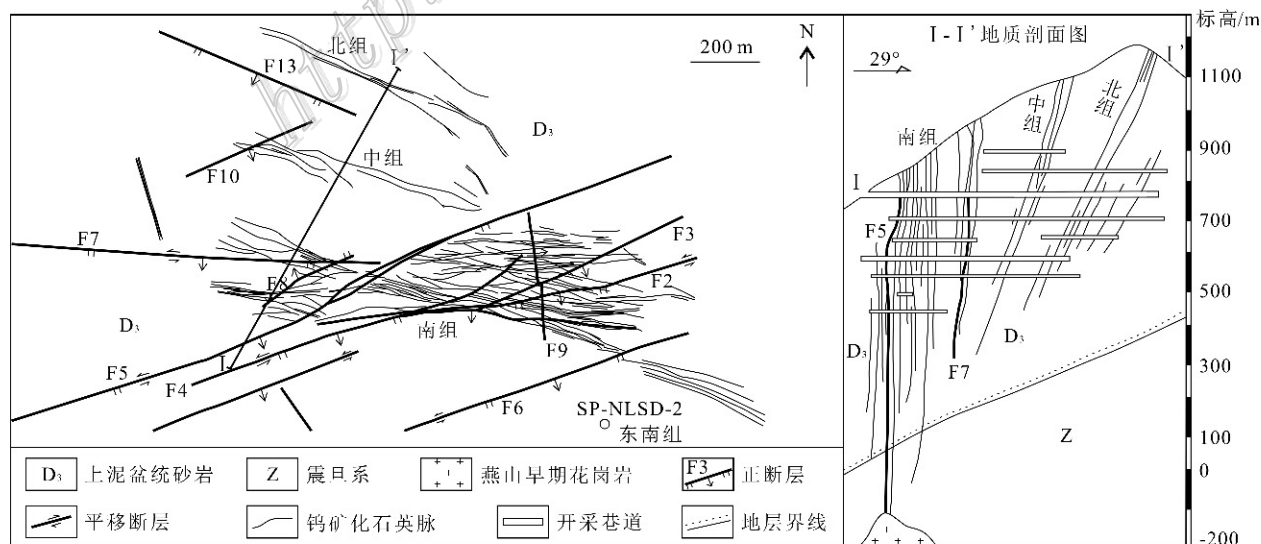 http:
北组
I'
200 m
N
F13
D₃
中组
F10
F7
F3
F8
F2
D₃
南组
F9
I
F5
F4
F6
SP-NLSD-2
东南组
标高/m
I-I'地质剖面图
I'
29°
1100
北组
中组
南组
900
I
F5
700
500
D₃
D₃
F7
300
Z
100
0
-200
D₃ 上泥盆统砂岩
Z 震旦系
燕山早期花岗岩
F3 正断层
平移断层
钨矿化石英脉
开采巷道
地层界线